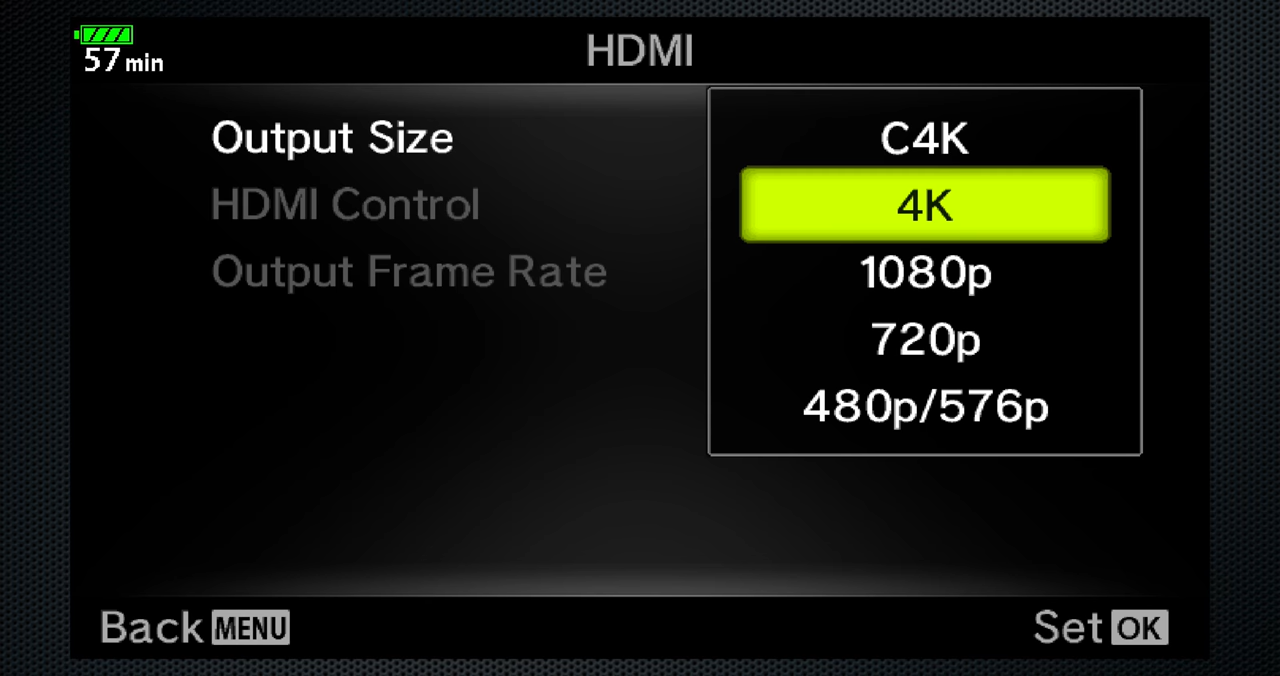 57 min
HDMI
Output Size
HDMI Control
Output Frame Rate
C4K
4K
1080p
720p
480p/576p
Back MENU
Set OK